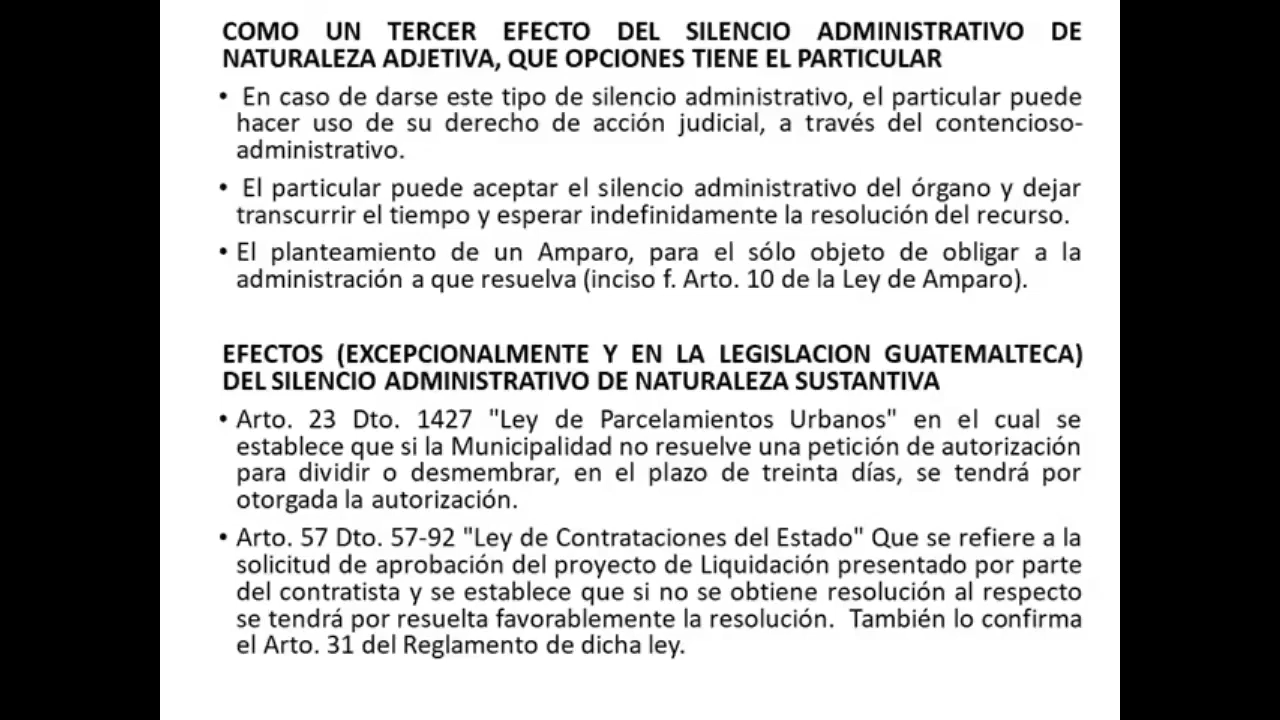 COMO UN TERCER EFECTO DEL SILENCIO ADMINISTRATIVO DE
NATURALEZA ADJETIVA, QUE OPCIONES TIENE EL PARTICULAR
• En caso de darse este tipo de silencio administrativo, el particular puede
hacer uso de su derecho de acción judicial, a través del contencioso-
administrativo.
• El particular puede aceptar el silencio administrativo del órgano y dejar
transcurrir el tiempo y esperar indefinidamente la resolución del recurso.
• El planteamiento de un Amparo, para el sólo objeto de obligar a la
administración a que resuelva (inciso f. Arto. 10 de la Ley de Amparo).
EFECTOS (EXCEPCIONALMENTE Y EN LA LEGISLACION GUATEMALTECA)
DEL SILENCIO ADMINISTRATIVO DE NATURALEZA SUSTANTIVA
• Arto. 23 Dto. 1427 "Ley de Parcelamientos Urbanos" en el cual se
establece que si la Municipalidad no resuelve una petición de autorización
para dividir o desmembrar, en el plazo de treinta días, se tendrá por
otorgada la autorización.
• Arto. 57 Dto. 57-92 "Ley de Contrataciones del Estado" Que se refiere a la
solicitud de aprobación del proyecto de Liquidación presentado por parte
del contratista y se establece que si no se obtiene resolución al respecto
se tendrá por resuelta favorablemente la resolución. También lo confirma
el Arto. 31 del Reglamento de dicha ley.